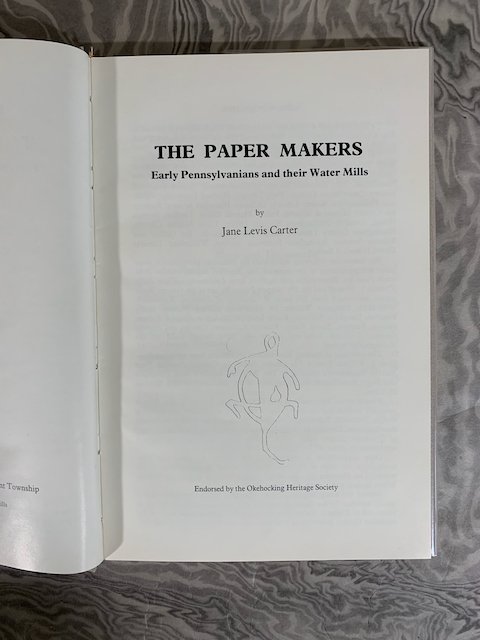 THE PAPER MAKERS
Early Pennsylvanians and their Water Mills
by
Jane Levis Carter
Endorsed by the Okehocking Heritage Society
Township